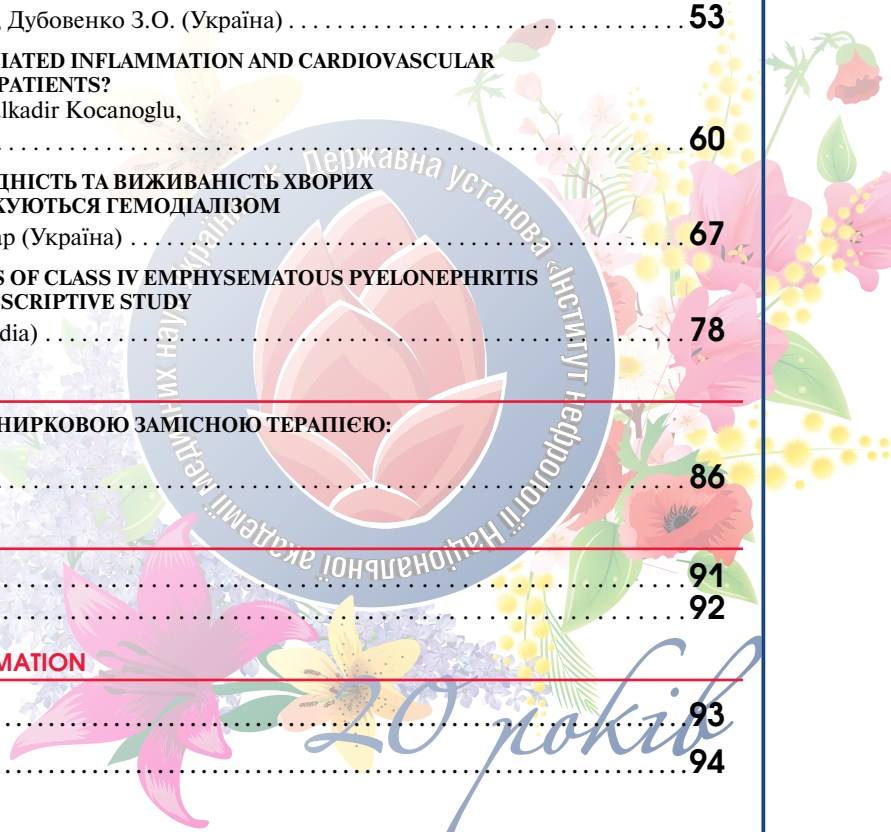 Дубовенко З.О. (Україна) ........ 53
IATED INFLAMMATION AND CARDIOVASCULAR
PATIENTS?
lkadir Kocanoglu,
........ 60
ДНІСТЬ ТА ВИЖИВАНІСТЬ ХВОРИХ
КУЮТЬСЯ ГЕМОДІАЛІЗОМ
ар (Україна) ........ 67
S OF CLASS IV EMPHYSEMATOUS PYELONEPHRITIS
SCRIPTIVE STUDY
dia) ........ 78
НИРКОВОЮ ЗАМІСНОЮ ТЕРАПІЄЮ:
........ 86
........ 91
........ 92
MATION
........ 93
........ 94
Державна установа «Інститут нефрології Національної академії медичних наук України»
20 років